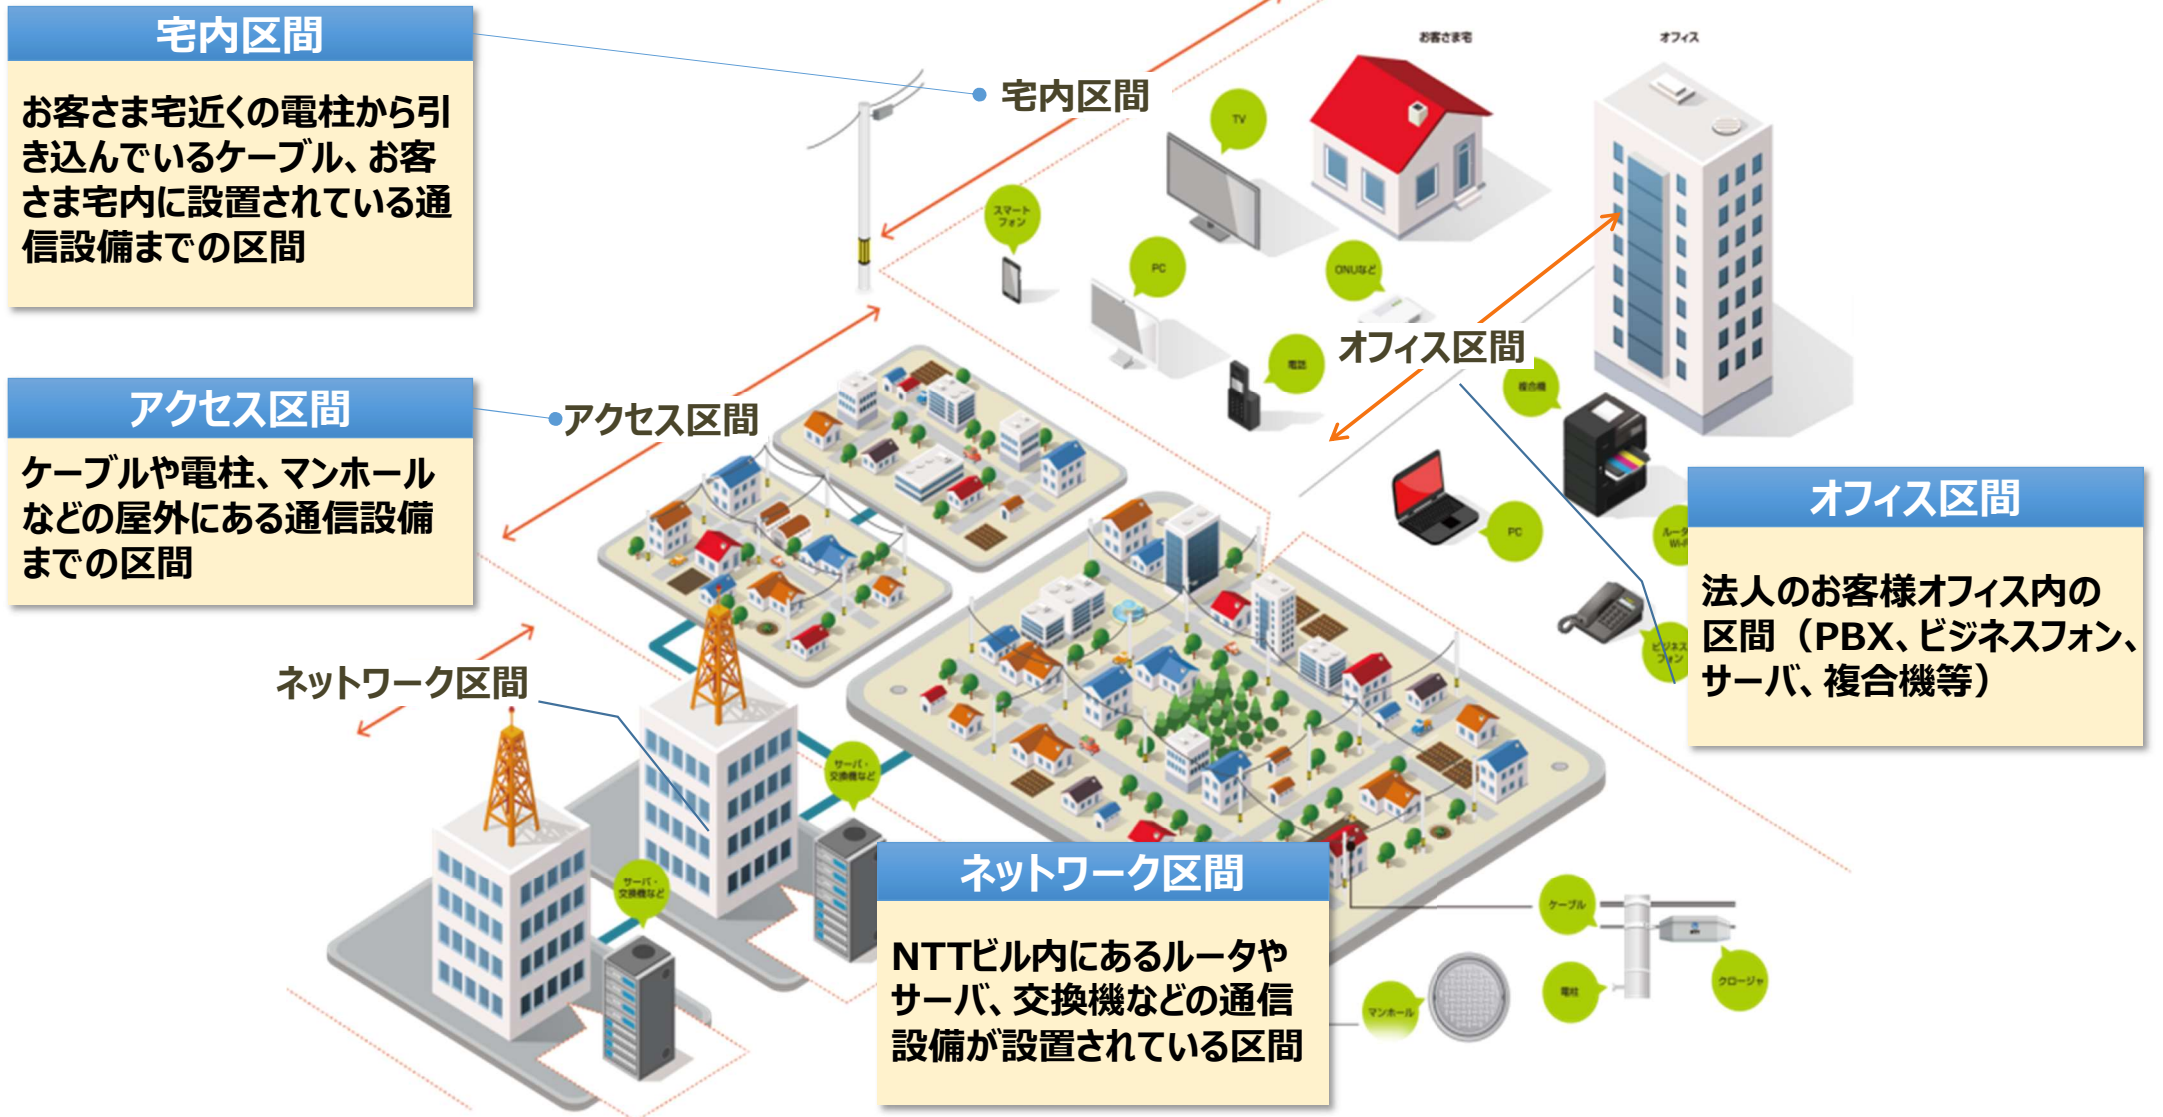 宅内区間
お客さま宅近くの電柱から引
き込んでいるケーブル、お客
さま宅内に設置されている通
信設備までの区間
宅内区間
お客さま宅
オフィス
TV
スマート
フォン
PC
ONUなど
電話
オフィス区間
複合機
アクセス区間
ケーブルや電柱、マンホール
などの屋外にある通信設備
までの区間
アクセス区間
PC
ルータ
Wi-Fi
ビジネス
フォン
オフィス区間
法人のお客様オフィス内の
区間（PBX、ビジネスフォン、
サーバ、複合機等）
ネットワーク区間
サーバ・
交換機など
サーバ・
交換機など
ネットワーク区間
NTTビル内にあるルータや
サーバ、交換機などの通信
設備が設置されている区間
ケーブル
電柱
クロージャ
マンホール